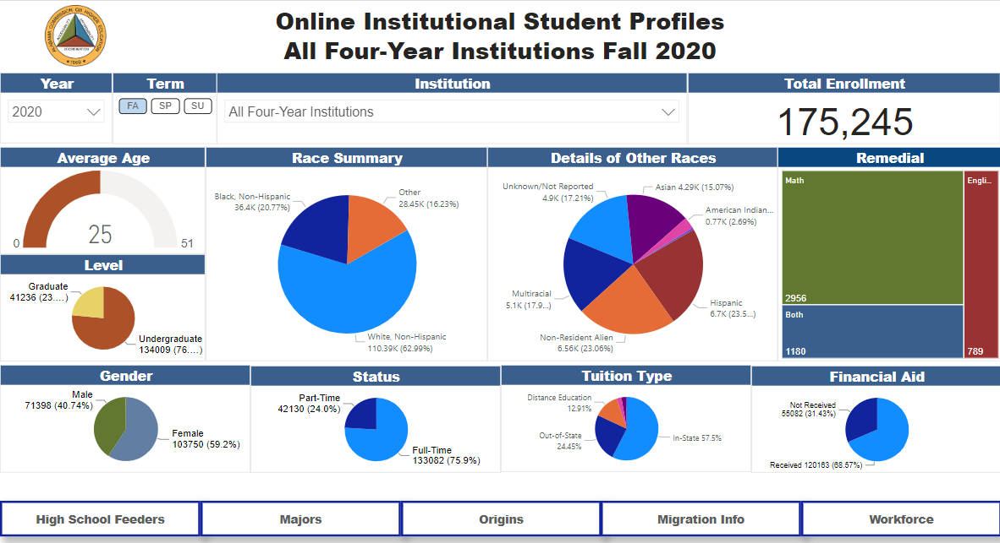 ALABAMA COMMISSION ON HIGHER EDUCATION
ACCESSIBILITY
COORDINATION
1969
Online Institutional Student Profiles
All Four-Year Institutions Fall 2020
Year
Term
Institution
Total Enrollment
2020
FA
SP
SU
All Four-Year Institutions
175,245
Average Age
Race Summary
Details of Other Races
Remedial
25
0
51
Level
Graduate
41236 (23....)
Undergraduate
134009 (76....)
Black, Non-Hispanic
36.4K (20.77%)
Other
28.45K (16.23%)
White, Non-Hispanic
110.39K (62.99%)
Unknown/Not Reported
4.9K (17.21%)
Asian 4.29K (15.07%)
American Indian...
0.77K (2.69%)
Multiracial
5.1K (17.9...)
Hispanic
6.7K (23.5...)
Non-Resident Alien
6.56K (23.06%)
Math
2956
Engli...
Both
1180
789
Gender
Status
Tuition Type
Financial Aid
Male
71398 (40.74%)
Female
103750 (59.2%)
Part-Time
42130 (24.0%)
Full-Time
133082 (75.9%)
Distance Education
12.91%
Out-of-State
24.45%
In-State 57.5%
Not Received
55082 (31.43%)
Received 120163 (68.57%)
High School Feeders
Majors
Origins
Migration Info
Workforce